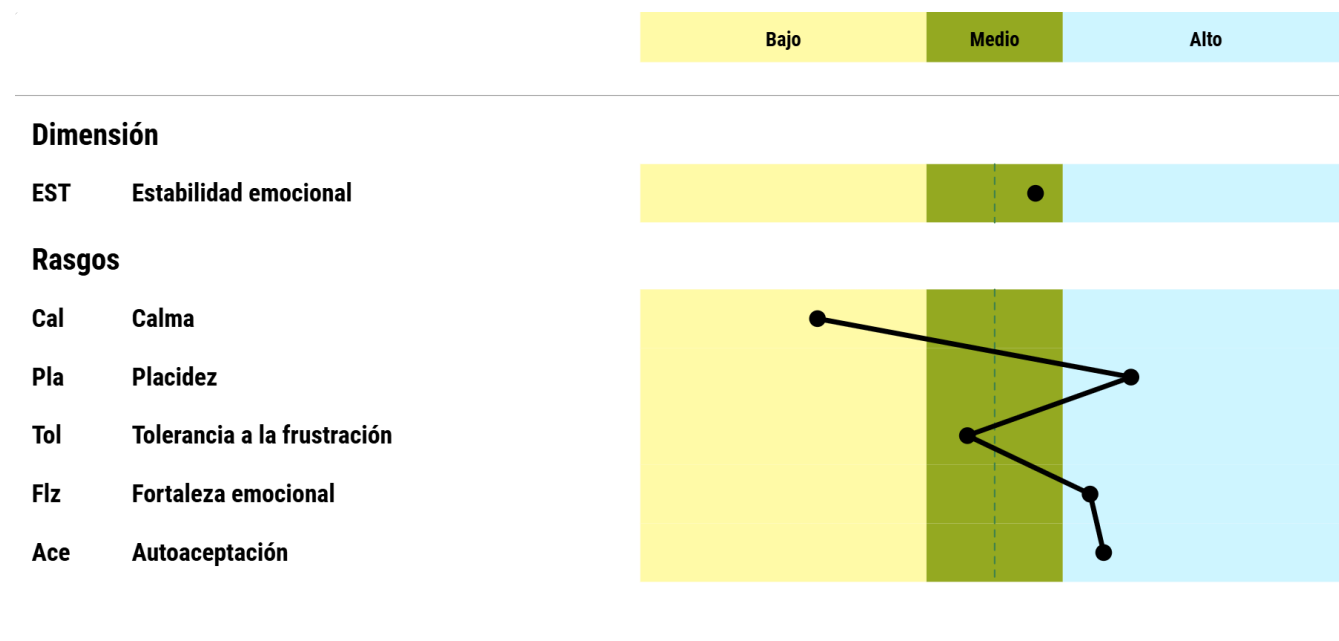 Bajo Medio Alto
Dimensión
EST Estabilidad emocional
Rasgos
Cal Calma
Pla Placidez
Tol Tolerancia a la frustración
Flz Fortaleza emocional
Ace Autoaceptación